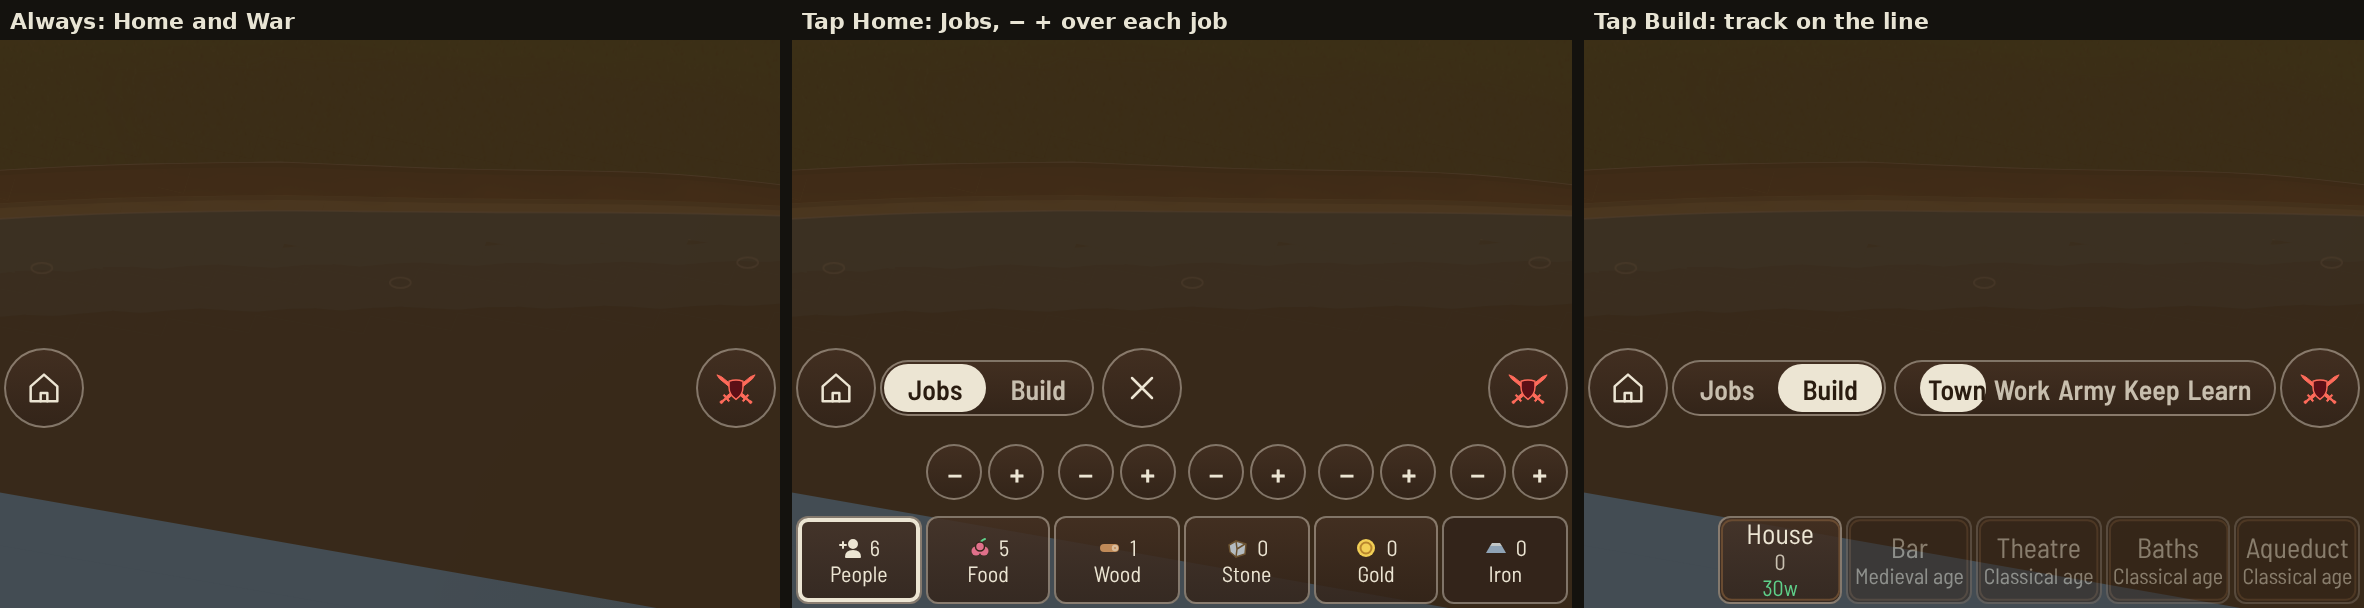 Always: Home and War
Tap Home: Jobs, – + over each job
Jobs Build
– + – + – + – + – +
6 5 1 0 0 0
People Food Wood Stone Gold Iron
Tap Build: track on the line
Jobs Build Town Work Army Keep Learn
House Bar Theatre Baths Aqueduct
0 Medieval age Classical age Classical age Classical age
30w